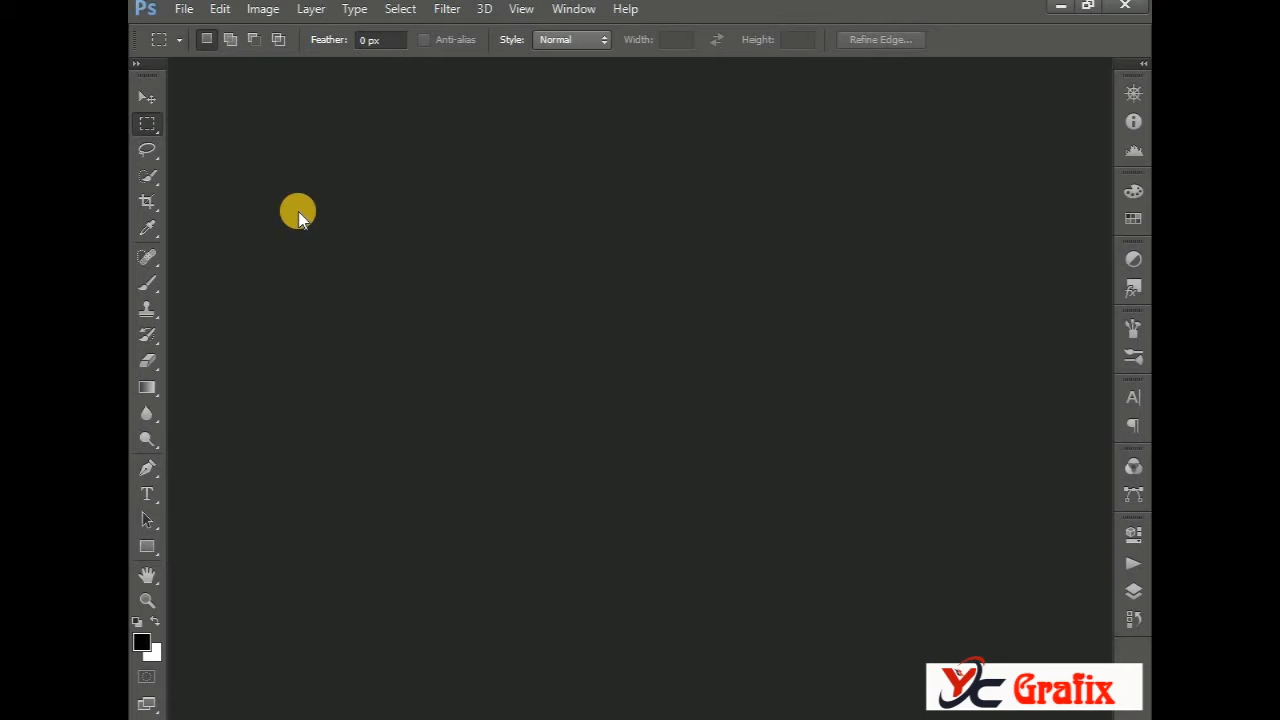 Ps File Edit Image Layer Type Select Filter 3D View Window Help
Feather: 0 px Anti-alias Style: Normal Width: Height: Refine Edge...
YC Grafix